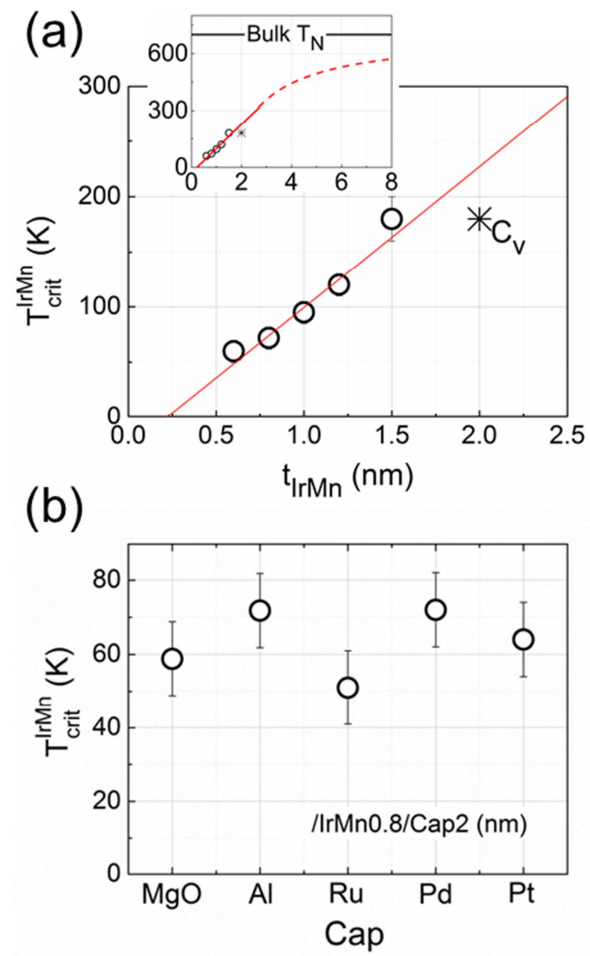 (a)
Bulk T_N
600
300
0
0 2 4 6 8
300
200
100
0
T_crit^IrMn (K)
C_v
0.0 0.5 1.0 1.5 2.0 2.5
t_IrMn (nm)
(b)
80
60
40
20
0
T_crit^IrMn (K)
/IrMn0.8/Cap2 (nm)
MgO Al Ru Pd Pt
Cap